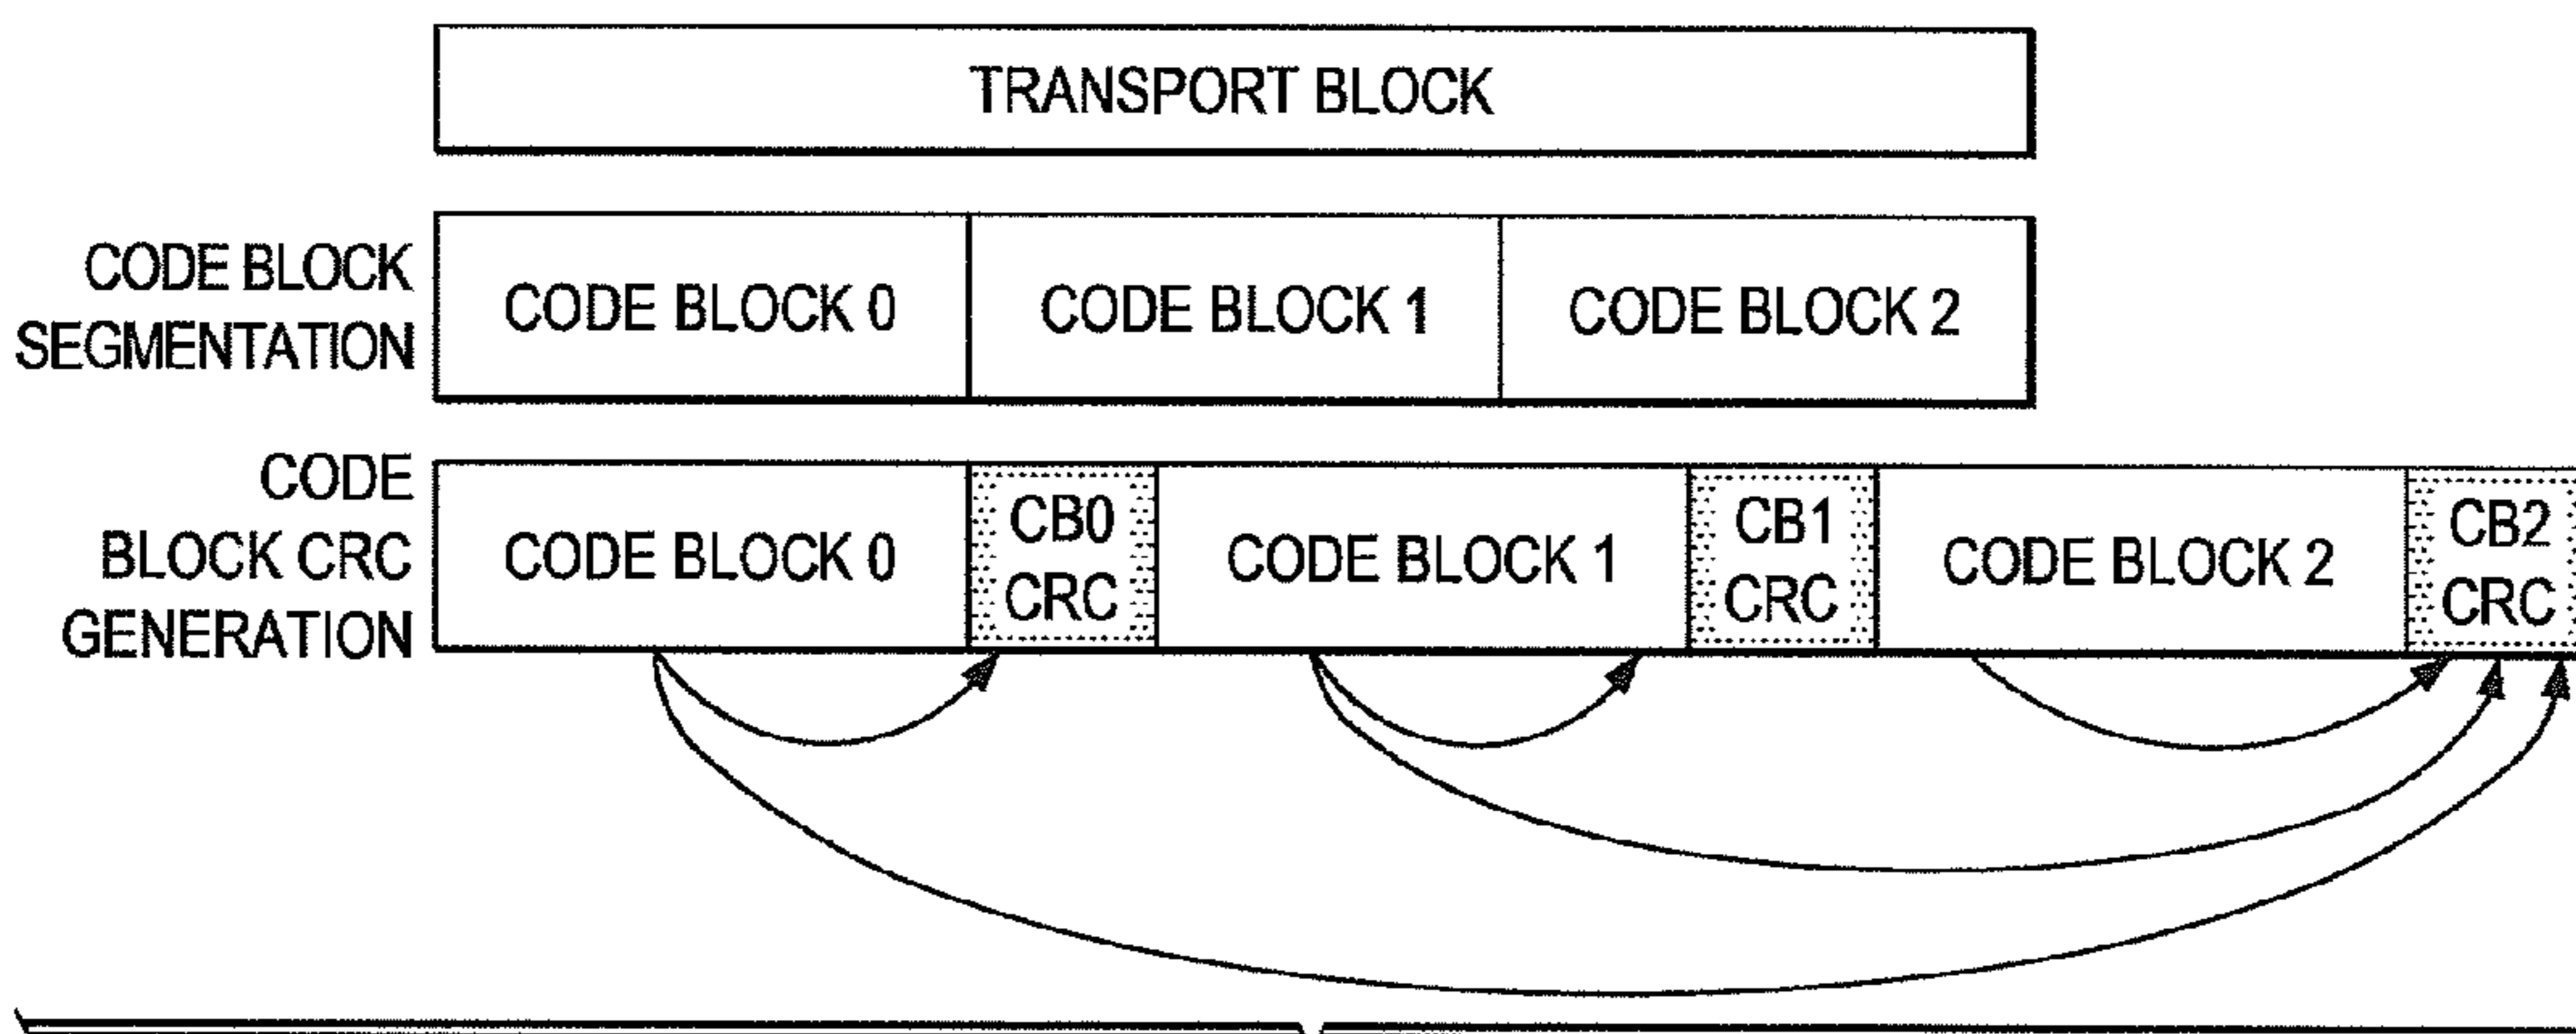 TRANSPORT BLOCK
CODE BLOCK
SEGMENTATION
CODE BLOCK 0
CODE BLOCK 1
CODE BLOCK 2
CODE
BLOCK CRC
GENERATION
CODE BLOCK 0
CB0
CRC
CODE BLOCK 1
CB1
CRC
CODE BLOCK 2
CB2
CRC